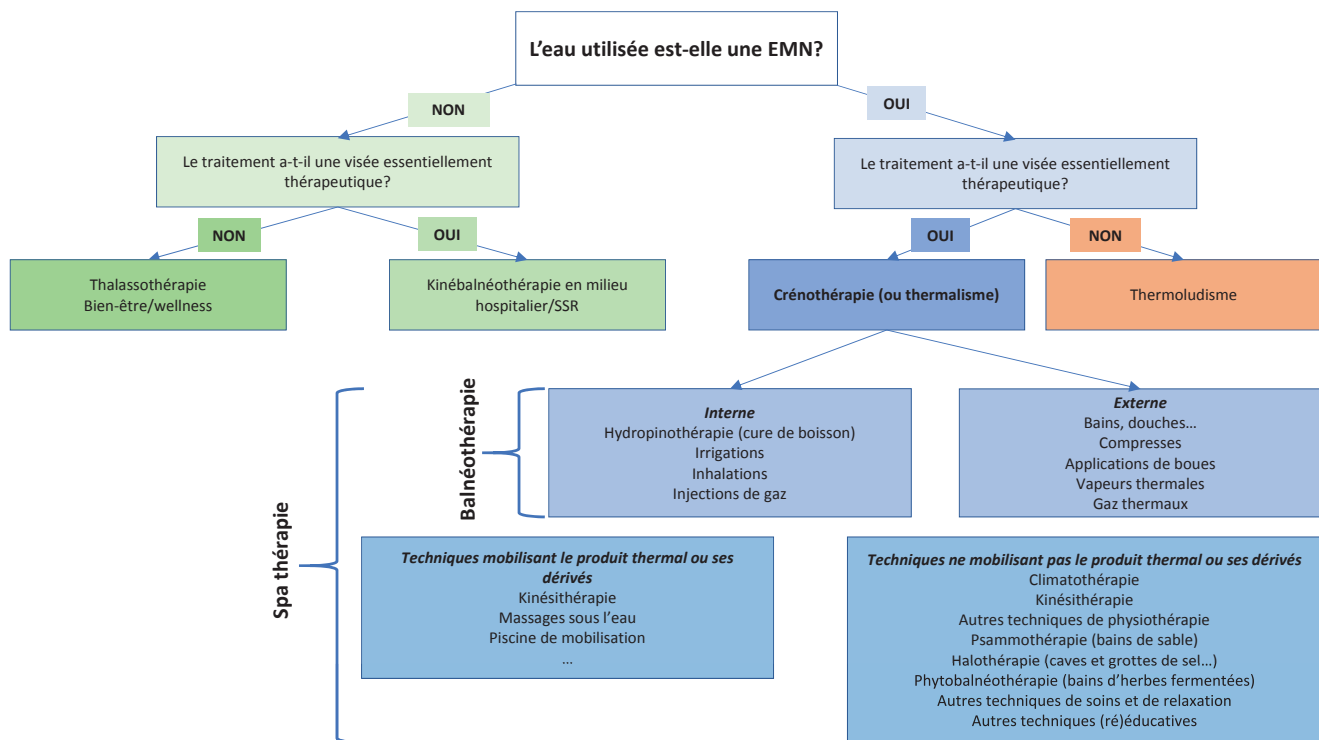 L'eau utilisée est-elle une EMN?
NON
OUI
Le traitement a-t-il une visée essentiellement
thérapeutique?
Le traitement a-t-il une visée essentiellement
thérapeutique?
NON
OUI
OUI
NON
Thalassothérapie
Bien-être/wellness
Kinébalnéothérapie en milieu
hospitalier/SSR
Crénothérapie (ou thermalisme)
Thermoludisme
Spa thérapie
Balnéothérapie
Interne
Hydropinothérapie (cure de boisson)
Irrigations
Inhalations
Injections de gaz
Externe
Bains, douches…
Compresses
Applications de boues
Vapeurs thermales
Gaz thermaux
Techniques mobilisant le produit thermal ou ses
dérivés
Kinésithérapie
Massages sous l'eau
Piscine de mobilisation
…
Techniques ne mobilisant pas le produit thermal ou ses dérivés
Climatothérapie
Kinésithérapie
Autres techniques de physiothérapie
Psammothérapie (bains de sable)
Halothérapie (caves et grottes de sel…)
Phytobalnéothérapie (bains d'herbes fermentées)
Autres techniques de soins et de relaxation
Autres techniques (ré)éducatives